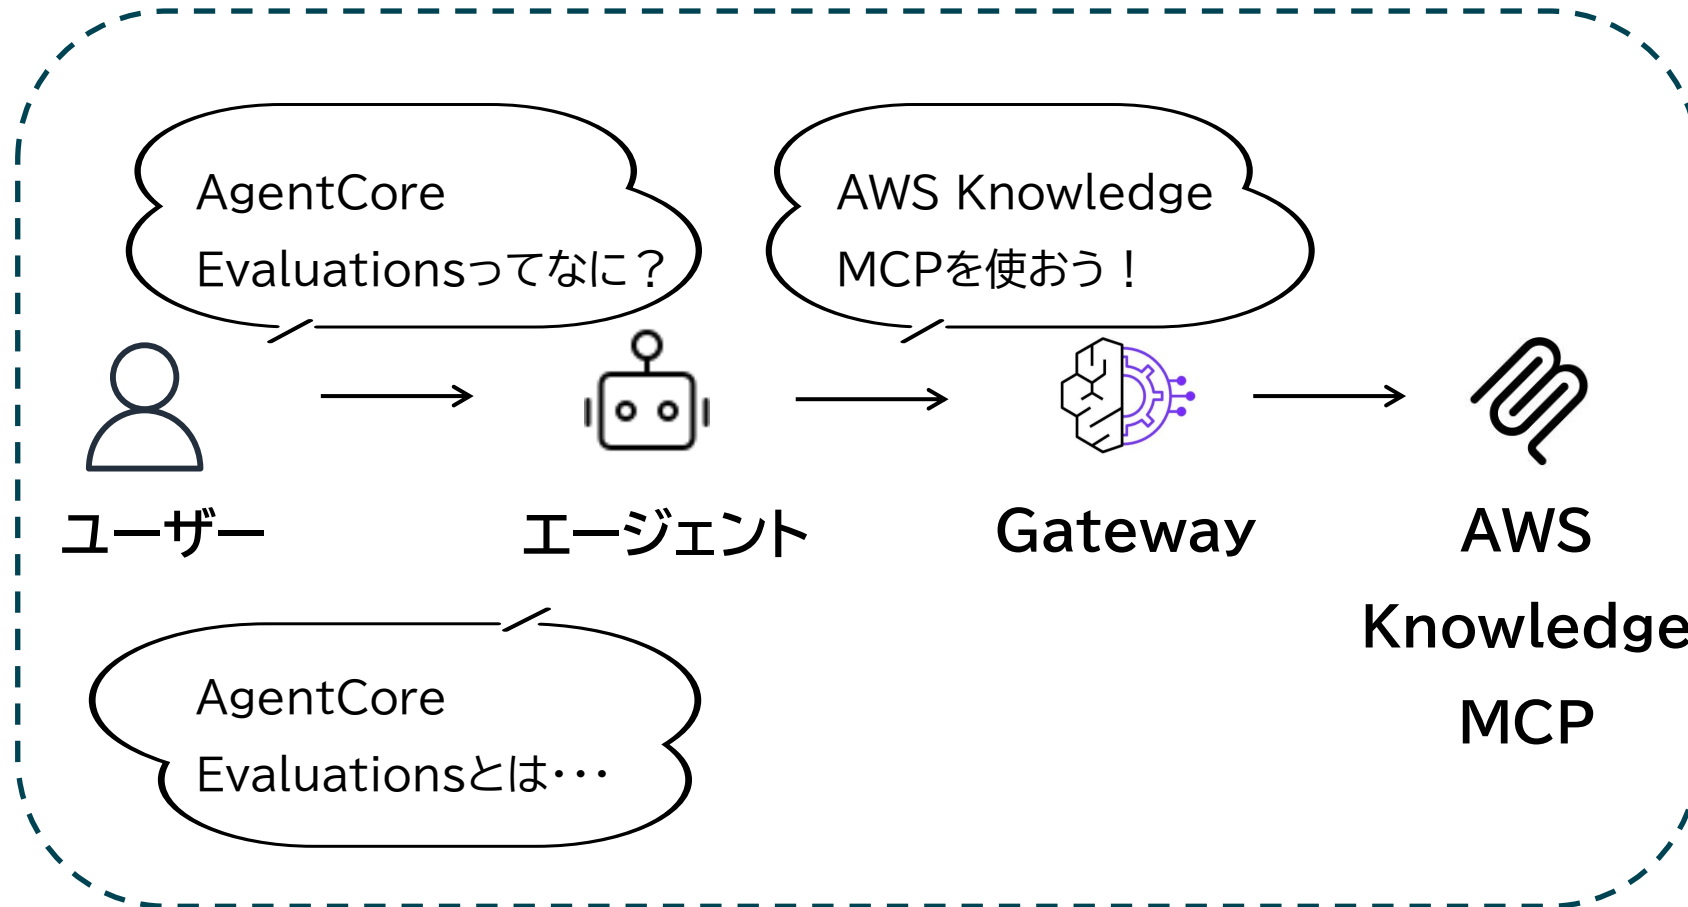 AgentCore
Evaluationsってなに？
AWS Knowledge
MCPを使おう！
ユーザー
エージェント
Gateway
AWS
Knowledge
MCP
AgentCore
Evaluationsとは･･･